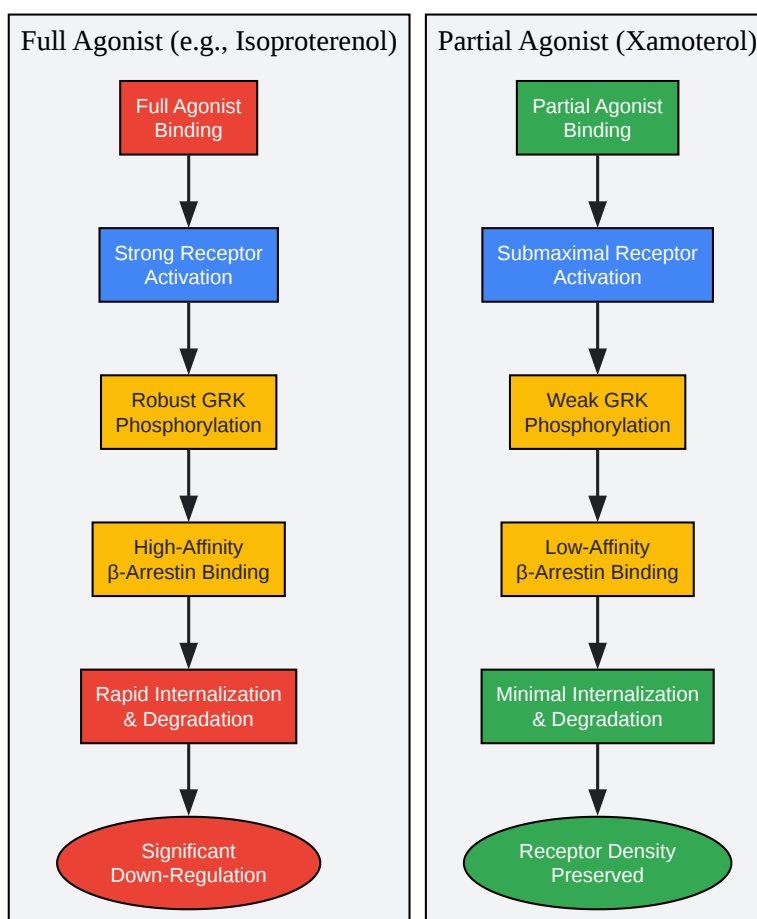 Full Agonist (e.g., Isoproterenol)
Full Agonist
Binding
Strong Receptor
Activation
Robust GRK
Phosphorylation
High-Affinity
β-Arrestin Binding
Rapid Internalization
& Degradation
Significant
Down-Regulation
Partial Agonist (Xamoterol)
Partial Agonist
Binding
Submaximal Receptor
Activation
Weak GRK
Phosphorylation
Low-Affinity
β-Arrestin Binding
Minimal Internalization
& Degradation
Receptor Density
Preserved